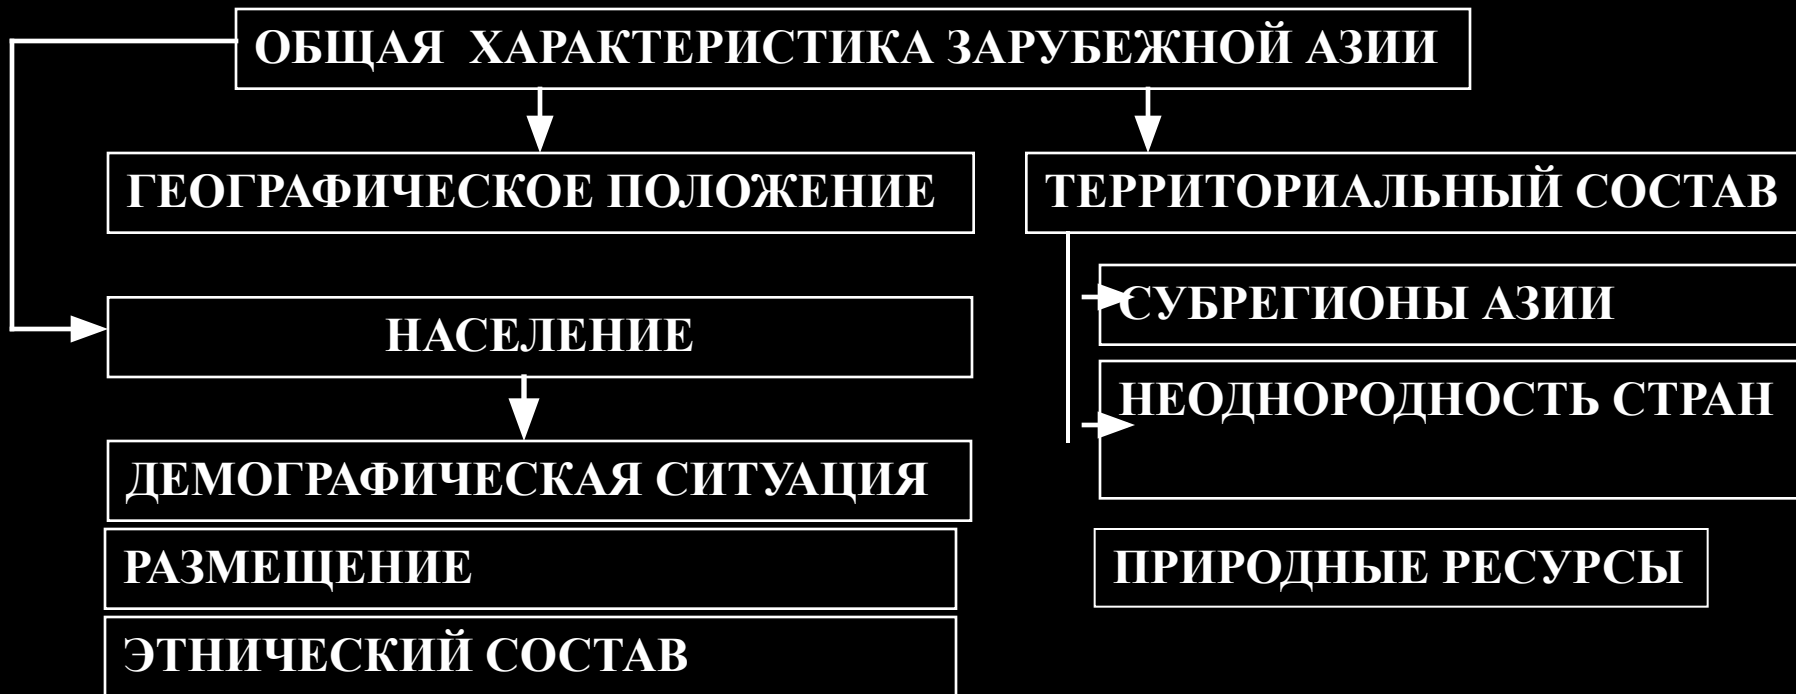 ОБЩАЯ ХАРАКТЕРИСТИКА ЗАРУБЕЖНОЙ АЗИИ
ГЕОГРАФИЧЕСКОЕ ПОЛОЖЕНИЕ
ТЕРРИТОРИАЛЬНЫЙ СОСТАВ
СУБРЕГИОНЫ АЗИИ
НАСЕЛЕНИЕ
НЕОДНОРОДНОСТЬ СТРАН
ДЕМОГРАФИЧЕСКАЯ СИТУАЦИЯ
РАЗМЕЩЕНИЕ
ПРИРОДНЫЕ РЕСУРСЫ
ЭТНИЧЕСКИЙ СОСТАВ